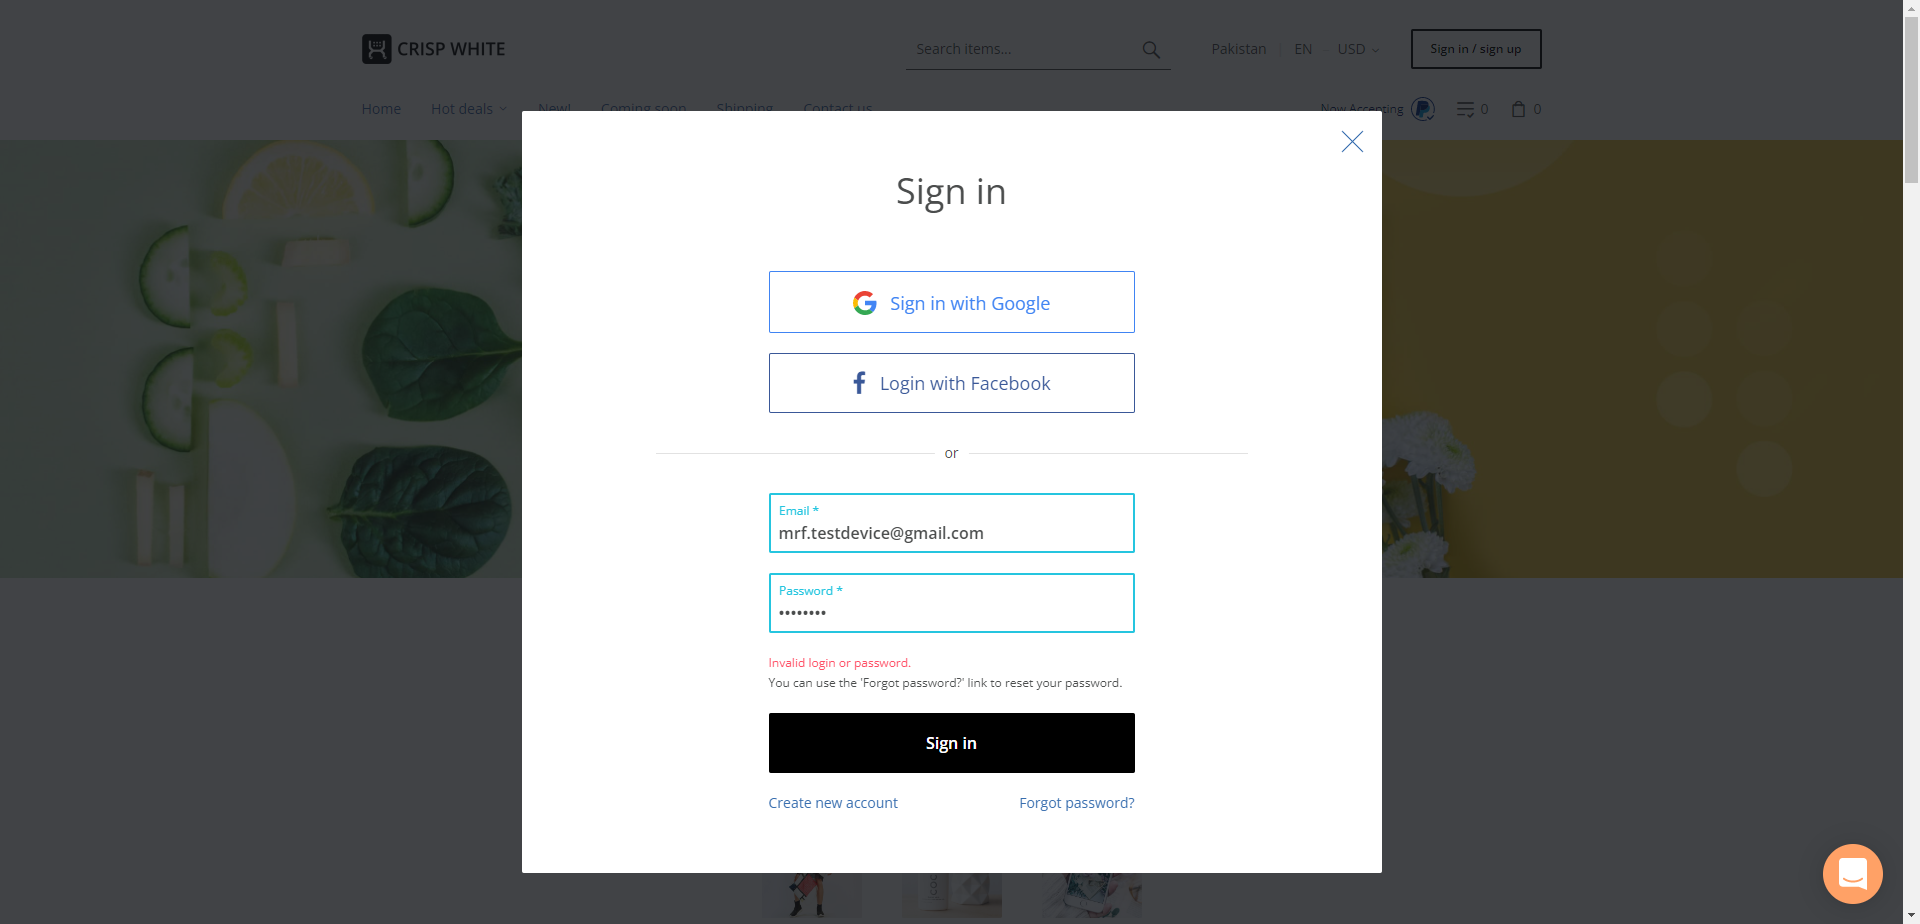 CRISP WHITE
Search items...
Pakistan
EN
USD
Sign in / sign up
Home
Hot deals
New!
Coming soon
Shipping
Contact us
Now Accepting
0
0
Sign in
Sign in with Google
Login with Facebook
or
Email *
mrf.testdevice@gmail.com
Password *
••••••••
Invalid login or password.
You can use the 'Forgot password?' link to reset your password.
Sign in
Create new account
Forgot password?